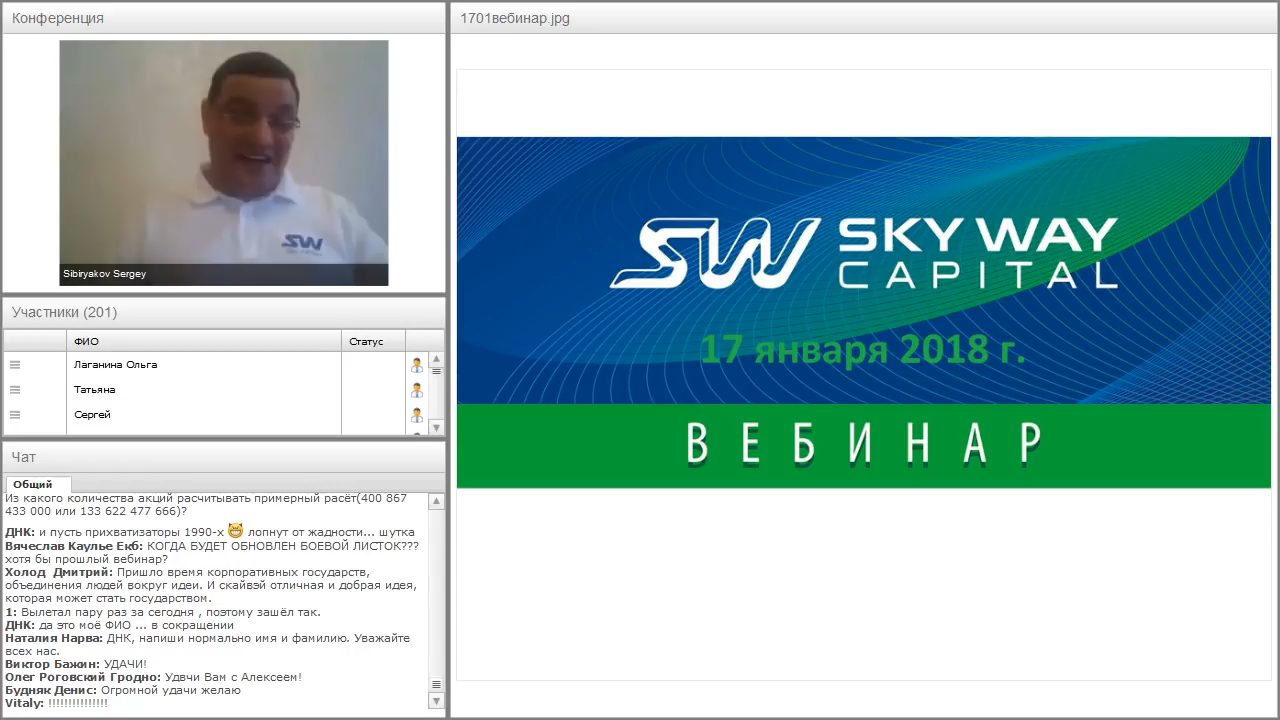 Конференция
Sibiryakov Sergey
SW
Участники (201)
ФИО
Статус
Лаганина Ольга
Татьяна
Сергей
Чат
Общий
Из какого количества акций расчитывать примерный расёт(400 867
433 000 или 133 622 477 666)?
ДНК: и пусть прихватизаторы 1990-х лопнут от жадности... шутка
Вячеслав Каулье Екб: КОГДА БУДЕТ ОБНОВЛЕН БОЕВОЙ ЛИСТОК???
хотя бы прошлый вебинар?
Холод Дмитрий: Пришло время корпоративных государств,
объединения людей вокруг идеи. И скайвэй отличная и добрая идея,
которая может стать государством.
1: Вылетал пару раз за сегодня , поэтому зашёл так.
ДНК: да это моё ФИО ... в сокращении
Наталия Нарва: ДНК, напиши нормально имя и фамилию. Уважайте
всех нас.
Виктор Бажин: УДАЧИ!
Олег Роговский Гродно: Удвчи Вам с Алексеем!
Будняк Денис: Огромной удачи желаю
Vitaly: !!!!!!!!!!!!!!!
1701вебинар.jpg
SW SKY WAY
CAPITAL
17 января 2018 г.
ВЕБИНАР